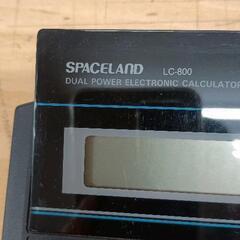 SPACELAND LC-800
DUAL POWER ELECTRONIC CALCULATOR